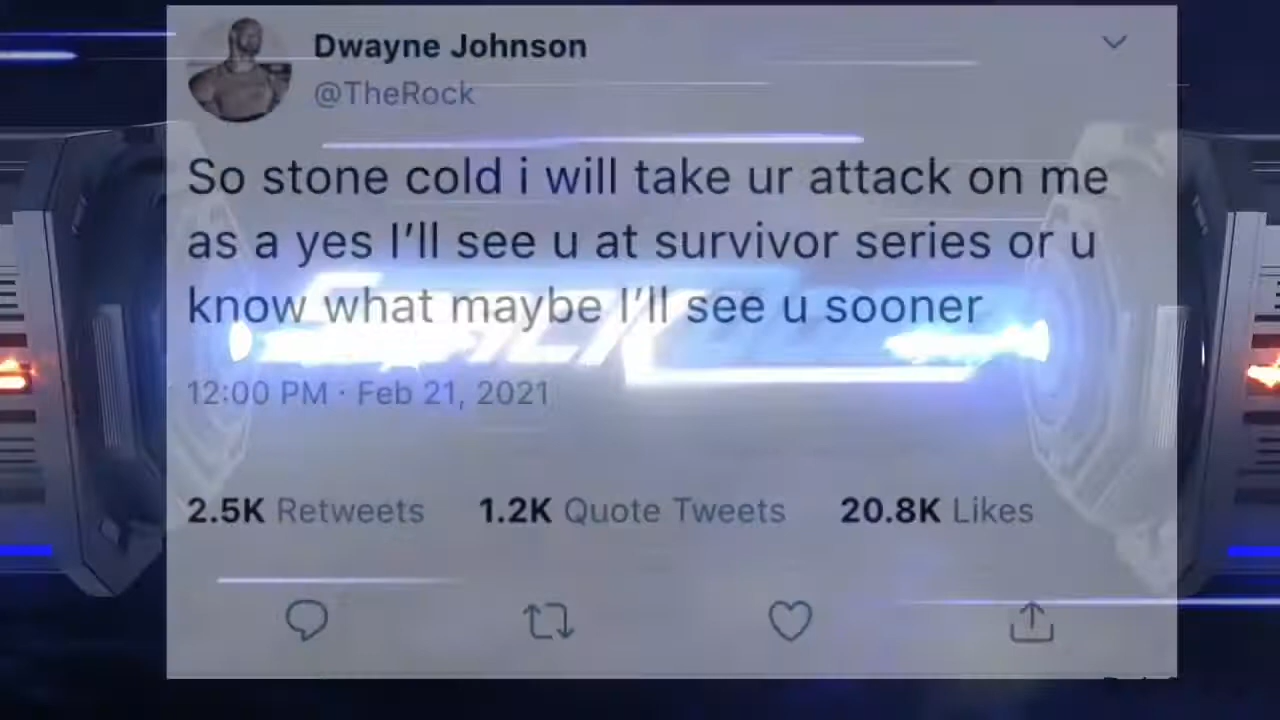 Dwayne Johnson
@TheRock
So stone cold i will take ur attack on me
as a yes I’ll see u at survivor series or u
know what maybe I’ll see u sooner
12:00 PM · Feb 21, 2021
2.5K Retweets 1.2K Quote Tweets 20.8K Likes